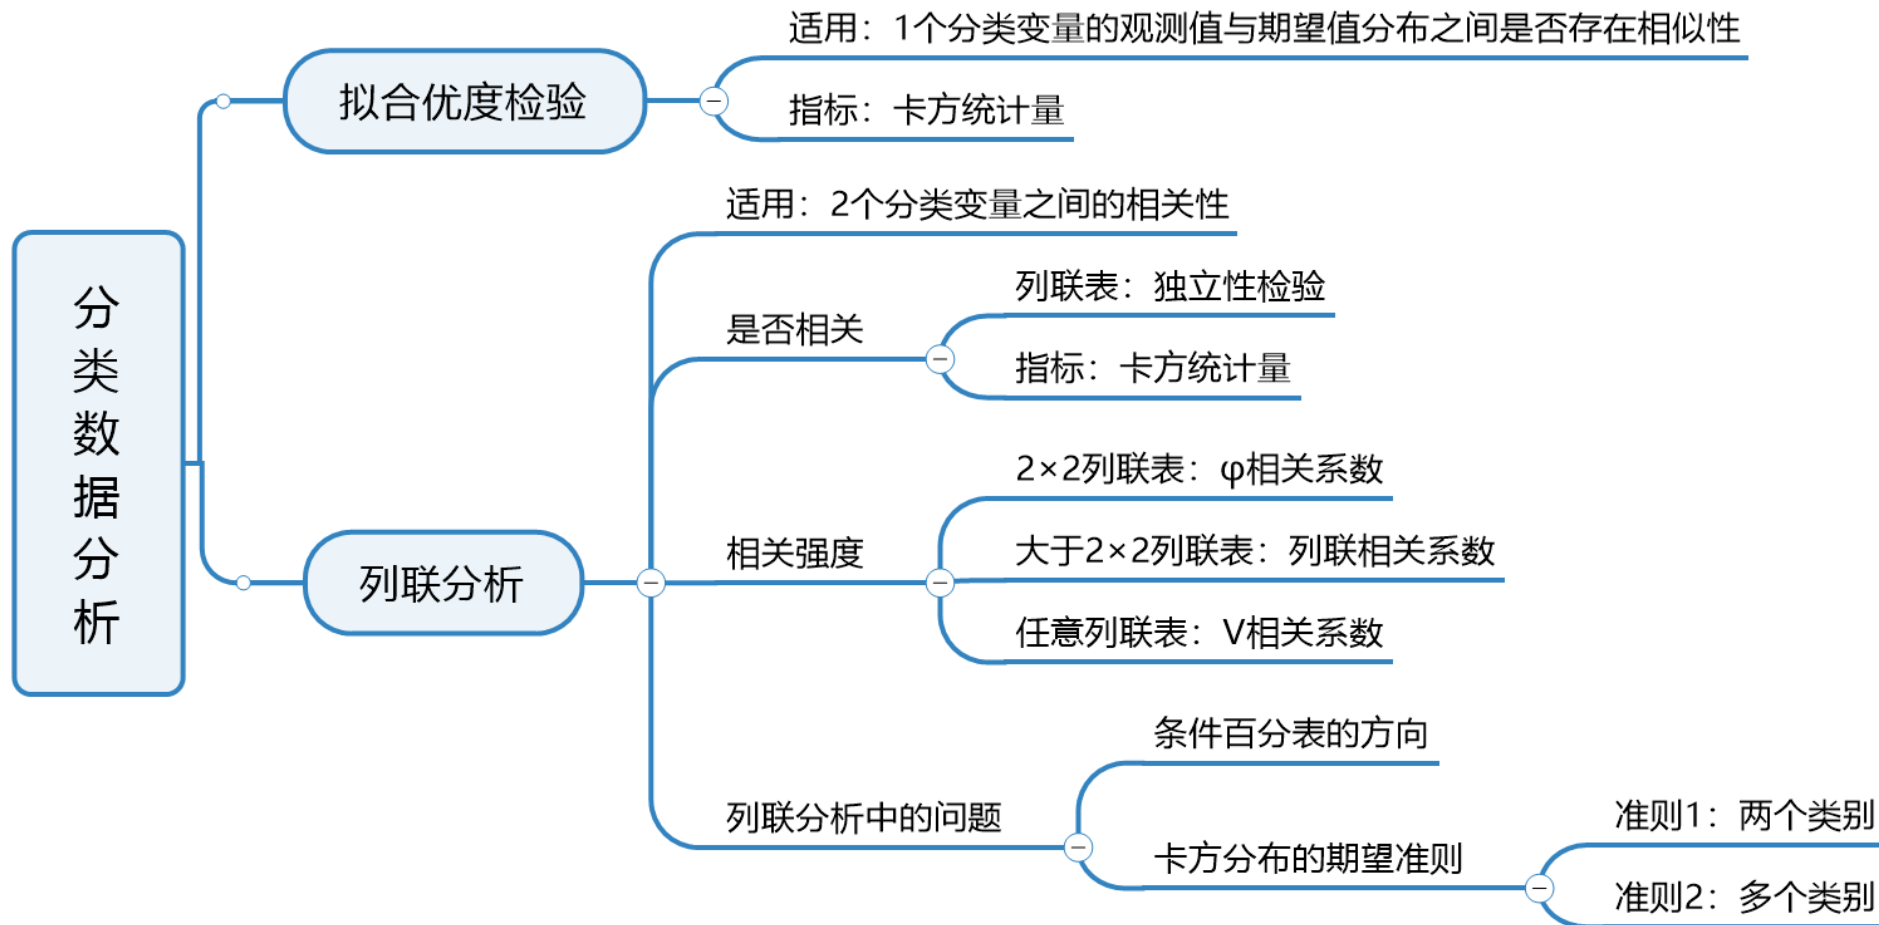 分类数据分析
拟合优度检验
适用：1个分类变量的观测值与期望值分布之间是否存在相似性
指标：卡方统计量
列联分析
适用：2个分类变量之间的相关性
是否相关
列联表：独立性检验
指标：卡方统计量
相关强度
2×2列联表：φ相关系数
大于2×2列联表：列联相关系数
任意列联表：V相关系数
列联分析中的问题
条件百分表的方向
卡方分布的期望准则
准则1：两个类别
准则2：多个类别